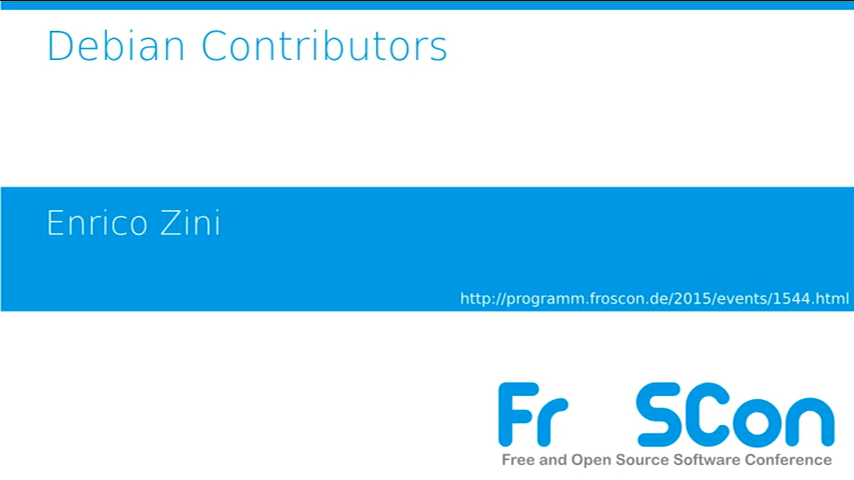 Debian Contributors
Enrico Zini
http://programm.froscon.de/2015/events/1544.html
Fr SCon
Free and Open Source Software Conference